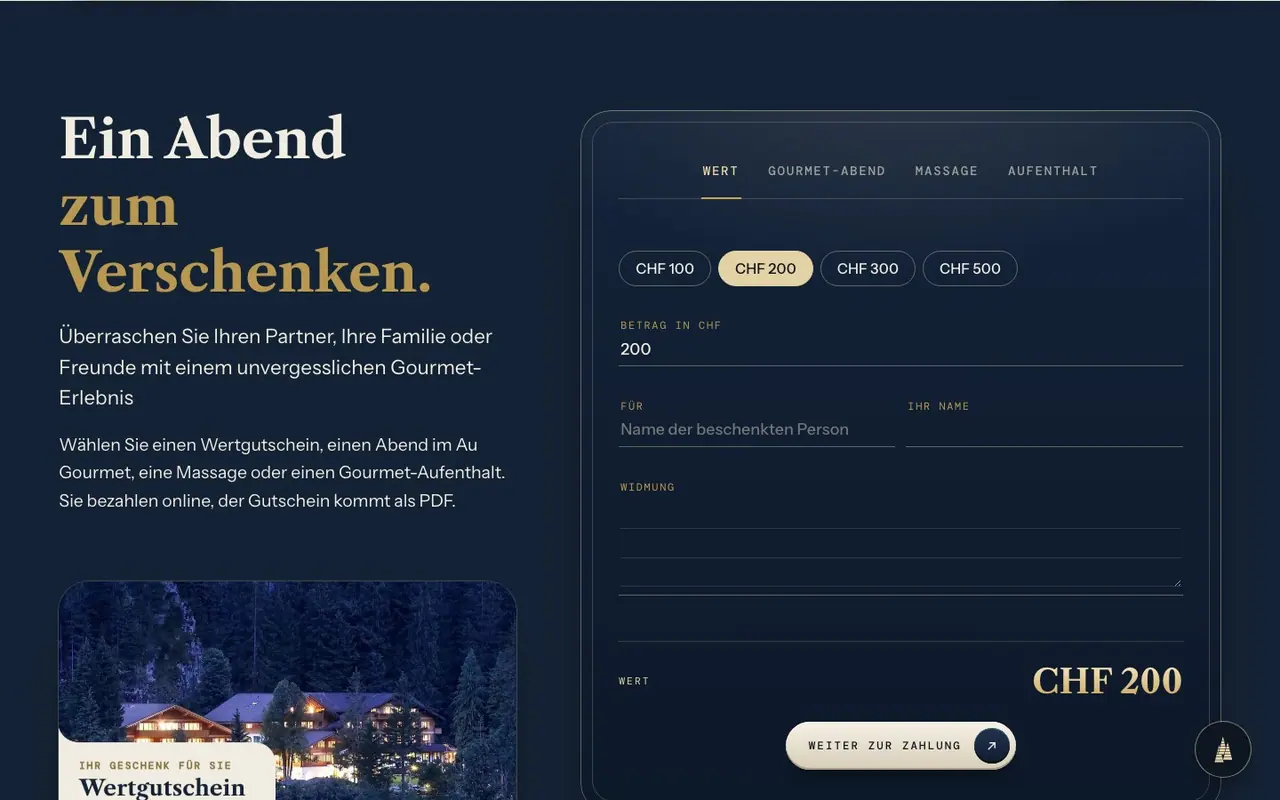 Ein Abend
zum
Verschenken.
Überraschen Sie Ihren Partner, Ihre Familie oder
Freunde mit einem unvergesslichen Gourmet-
Erlebnis
Wählen Sie einen Wertgutschein, einen Abend im Au
Gourmet, eine Massage oder einen Gourmet-Aufenthalt.
Sie bezahlen online, der Gutschein kommt als PDF.
IHR GESCHENK FÜR SIE
Wertgutschein
WERT GOURMET-ABEND MASSAGE AUFENTHALT
CHF 100 CHF 200 CHF 300 CHF 500
BETRAG IN CHF
200
FÜR IHR NAME
Name der beschenkten Person
WIDMUNG
WERT CHF 200
WEITER ZUR ZAHLUNG